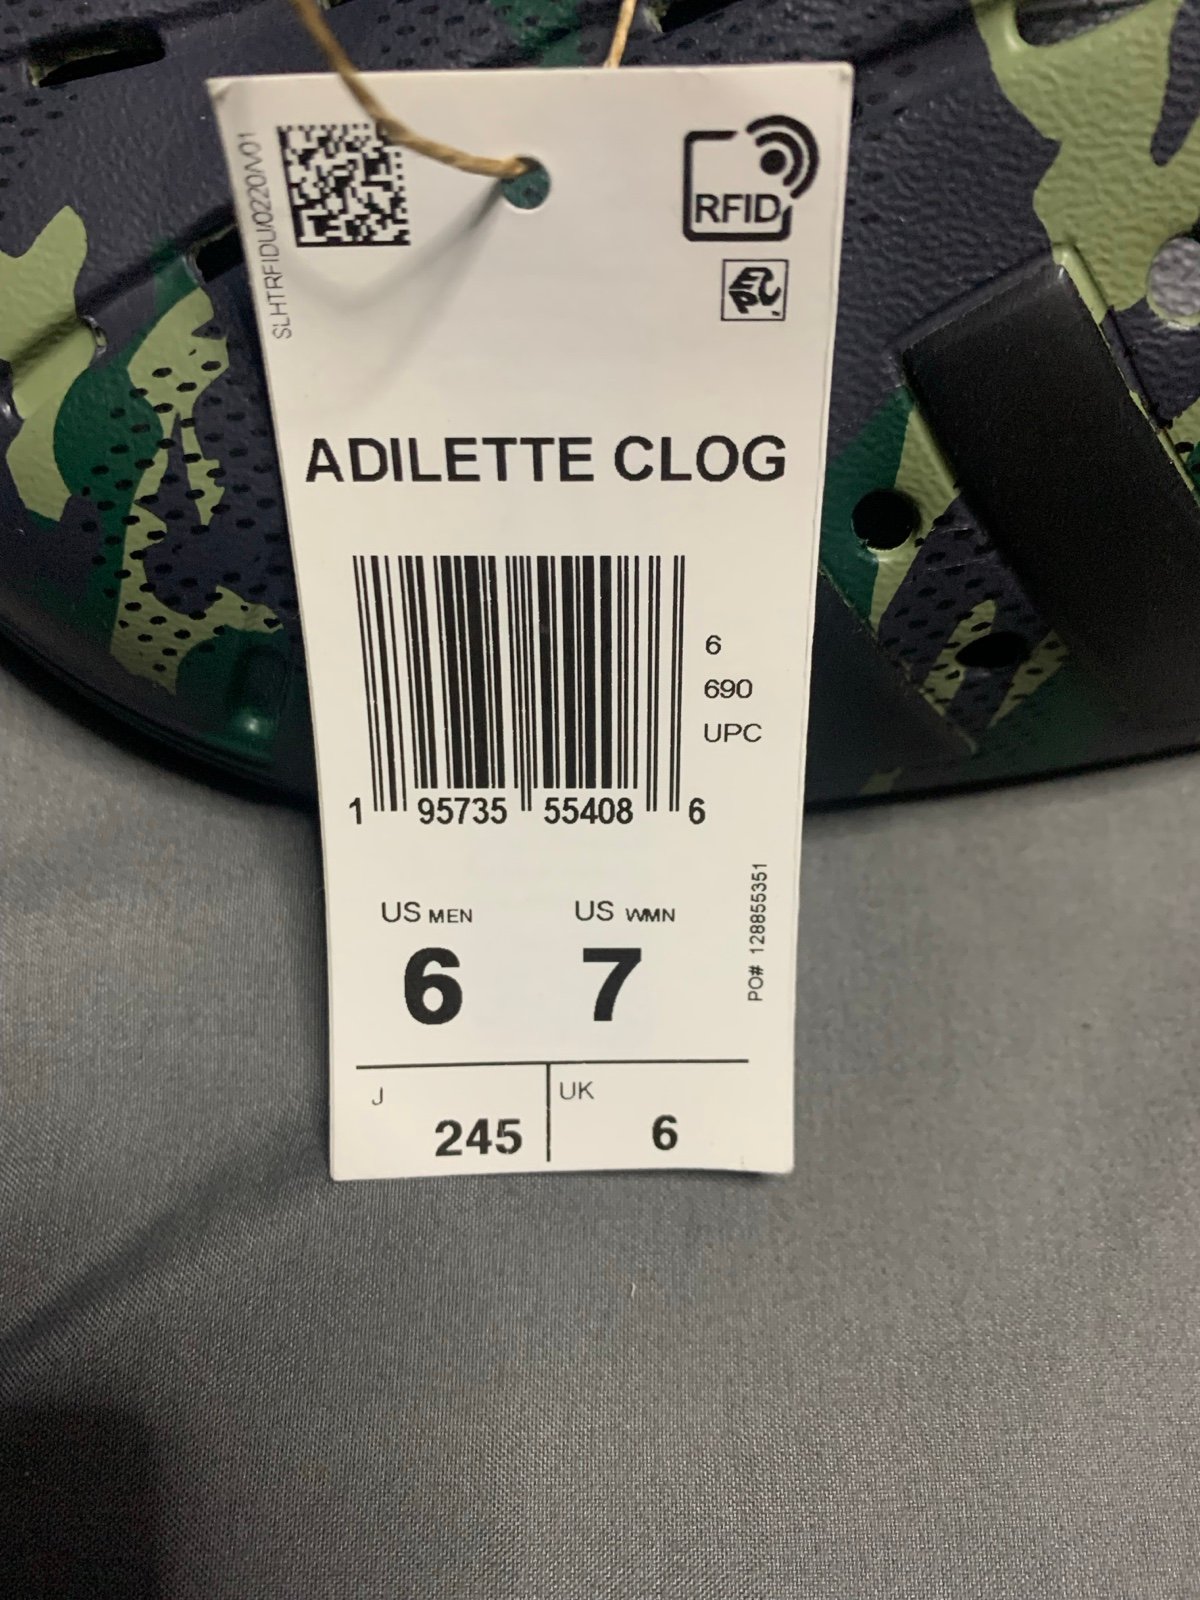 SLHTRFIDU/0220/V01
RFID
EPC
ADILETTE CLOG
6
690
UPC
1 95735 55408 6
US MEN US WMN
6 7
PO# 128855351
J UK
245 6